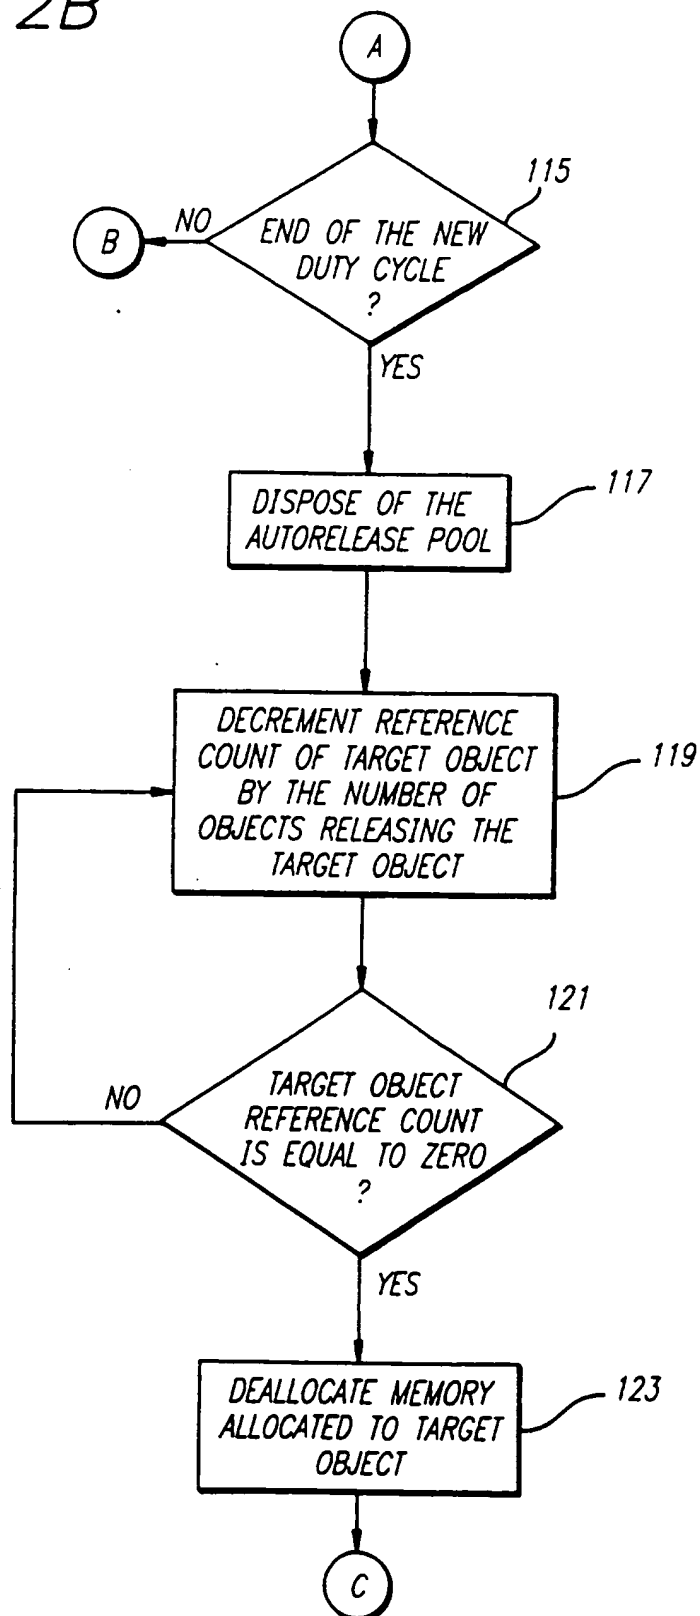 2B
A
115
NO
B
END OF THE NEW
DUTY CYCLE
?
YES
117
DISPOSE OF THE
AUTORELEASE POOL
DECREMENT REFERENCE
COUNT OF TARGET OBJECT
BY THE NUMBER OF
OBJECTS RELEASING THE
TARGET OBJECT
119
121
NO
TARGET OBJECT
REFERENCE COUNT
IS EQUAL TO ZERO
?
YES
DEALLOCATE MEMORY
ALLOCATED TO TARGET
OBJECT
123
C